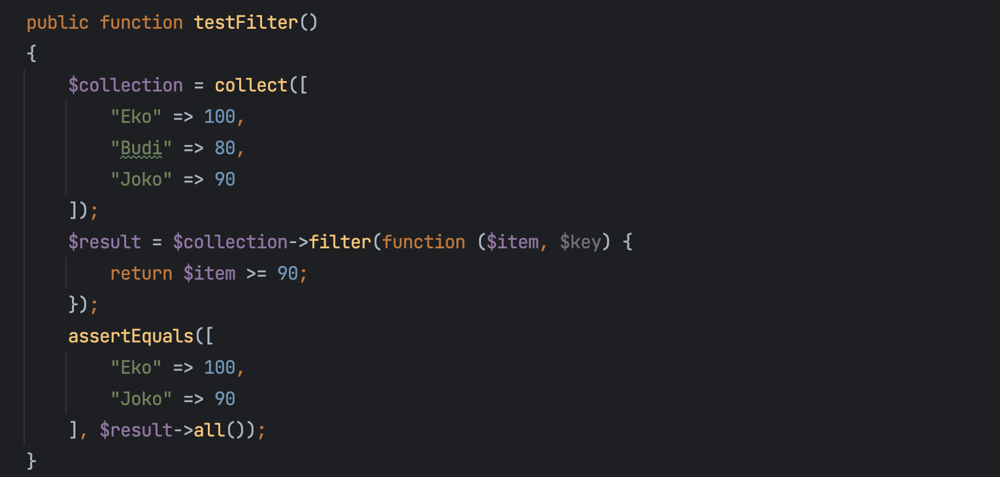 public function testFilter()
{
    $collection = collect([
        "Eko" => 100,
        "Budi" => 80,
        "Joko" => 90
    ]);
    $result = $collection->filter(function ($item, $key) {
        return $item >= 90;
    });
    assertEquals([
        "Eko" => 100,
        "Joko" => 90
    ], $result->all());
}